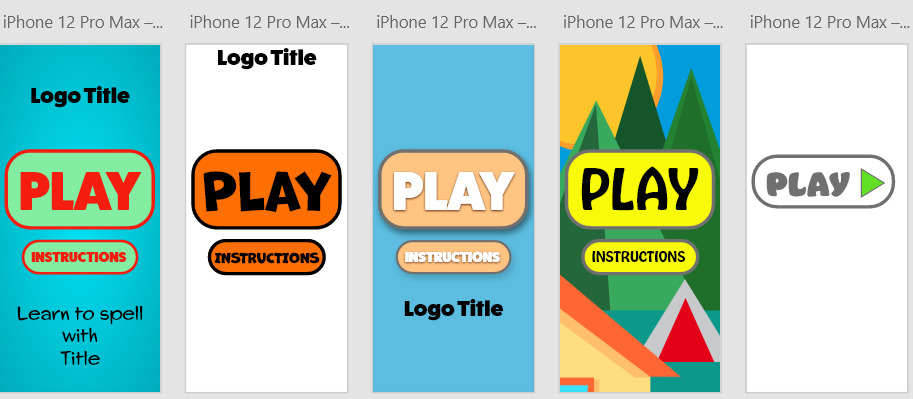 iPhone 12 Pro Max –...
iPhone 12 Pro Max –...
iPhone 12 Pro Max –...
iPhone 12 Pro Max –...
iPhone 12 Pro Max –...
Logo Title
PLAY
INSTRUCTIONS
Learn to spell
with
Title
Logo Title
PLAY
INSTRUCTIONS
PLAY
INSTRUCTIONS
Logo Title
PLAY
INSTRUCTIONS
PLAY